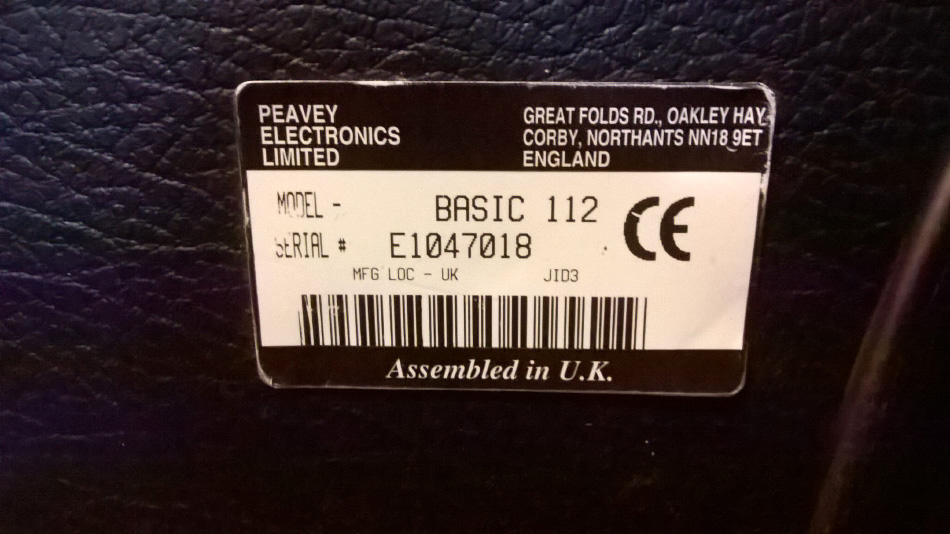 PEAVEY
ELECTRONICS
LIMITED
GREAT FOLDS RD., OAKLEY HAY
CORBY, NORTHANTS NN18 9ET
ENGLAND
MODEL - BASIC 112
SERIAL # E1047018
MFG LOC - UK JID3
CE
Assembled in U.K.